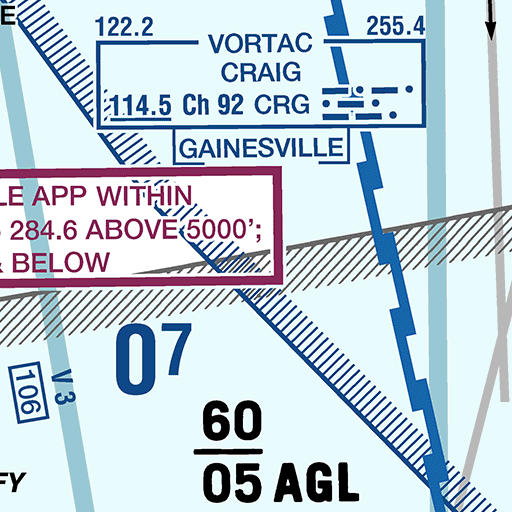 E
122.2 255.4
VORTAC
CRAIG
114.5 Ch 92 CRG
GAINESVILLE
LE APP WITHIN
284.6 ABOVE 5000’;
& BELOW
07
106
V 3
60
05 AGL
FY